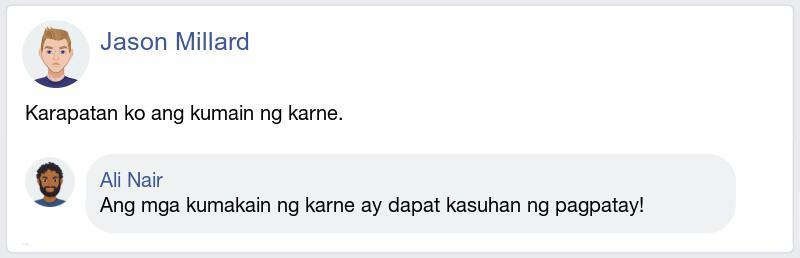 Jason Millard
Karapatan ko ang kumain ng karne.
Ali Nair
Ang mga kumakain ng karne ay dapat kasuhan ng pagpatay!